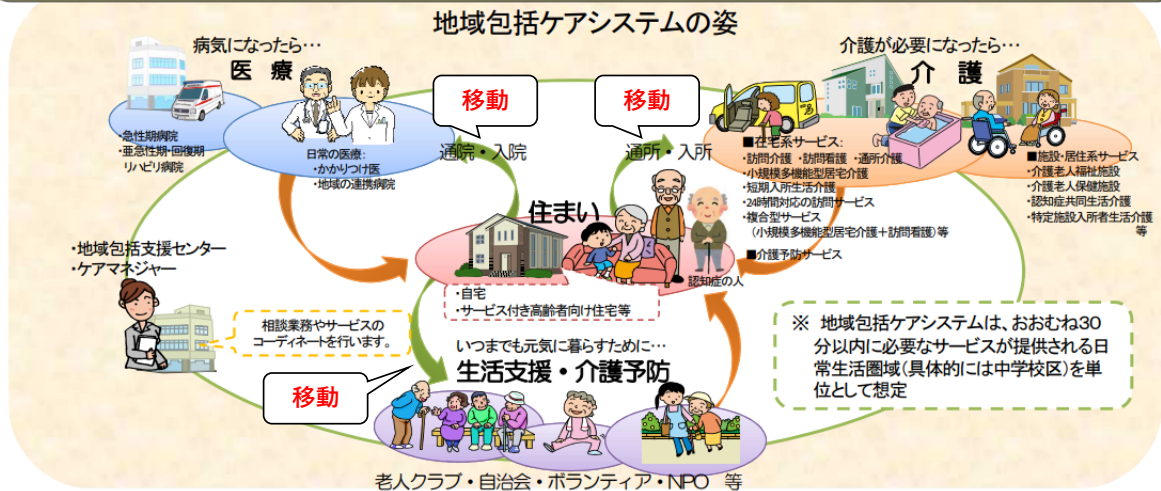 地域包括ケアシステムの姿
病気になったら…
医 療
・急性期病院
・亜急性期・回復期
リハビリ病院
日常の医療：
・かかりつけ医
・地域の連携病院
移動
通院・入院
移動
通所・入所
介護が必要になったら…
介 護
■在宅系サービス
・訪問介護 ・訪問看護 ・通所介護
・小規模多機能型居宅介護
・短期入所生活介護
・24時間対応の訪問サービス
・複合型サービス
（小規模多機能型居宅介護＋訪問看護）等
■介護予防サービス
■施設・居住系サービス
・介護老人福祉施設
・介護老人保健施設
・認知症共同生活介護
・特定施設入所者生活介護
等
住まい
認知症の人
・自宅
・サービス付き高齢者向け住宅等
・地域包括支援センター
・ケアマネジャー
相談業務やサービスの
コーディネートを行います。
移動
いつまでも元気に暮らすために…
生活支援・介護予防
老人クラブ・自治会・ボランティア・NPO 等
※ 地域包括ケアシステムは、おおむね30
分以内に必要なサービスが提供される日
常生活圏域（具体的には中学校区）を単
位として想定